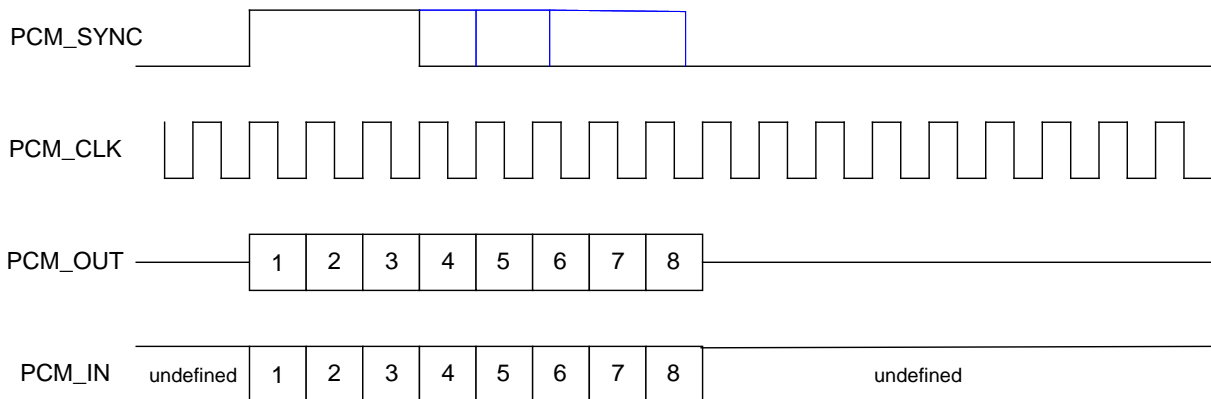 PCM_SYNC
PCM_CLK
PCM_OUT 1 2 3 4 5 6 7 8
PCM_IN undefined 1 2 3 4 5 6 7 8 undefined